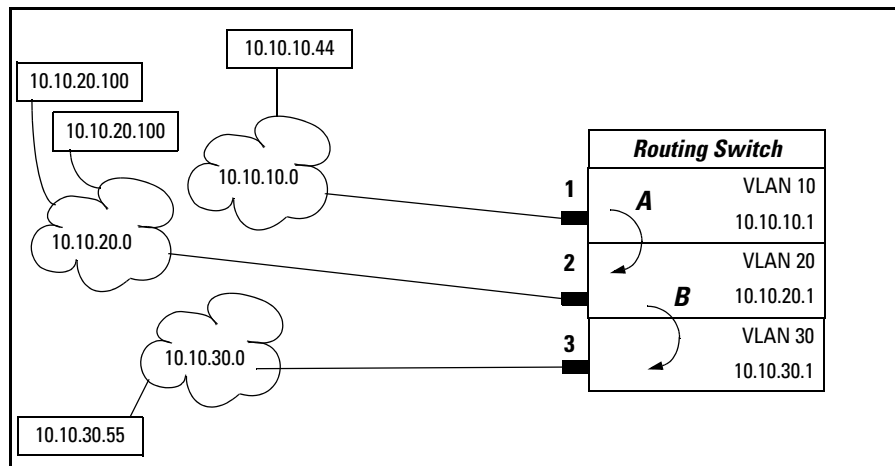 10.10.10.44
10.10.20.100
10.10.20.100
10.10.10.0
10.10.20.0
10.10.30.0
10.10.30.55
Routing Switch
1
A
VLAN 10
10.10.10.1
2
B
VLAN 20
10.10.20.1
3
VLAN 30
10.10.30.1